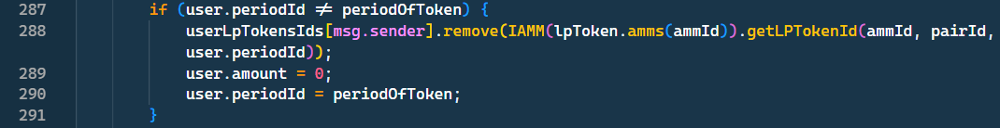 287 if (user.periodId ≠ periodOfToken) {
288 userLpTokensIds[msg.sender].remove(IAMM(lpToken.amms(ammId)).getLPTokenId(ammId, pairId,
user.periodId));
289 user.amount = 0;
290 user.periodId = periodOfToken;
291 }